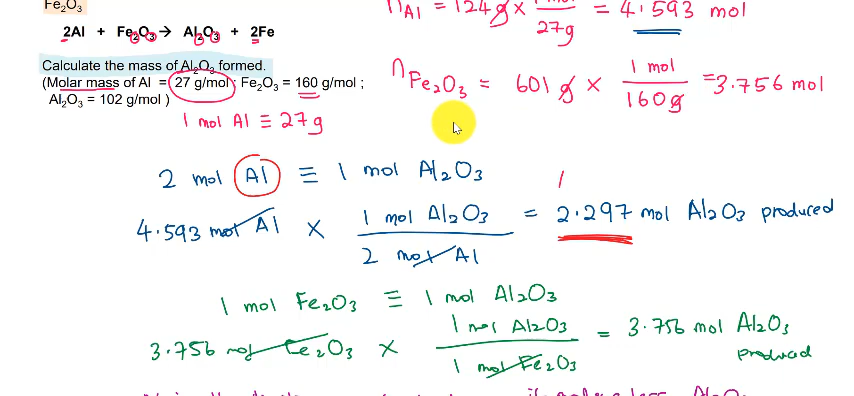 Fe₂O₃
n Al = 124 g × 1 mol / 27g = 4.593 mol
2Al + Fe₂O₃ → Al₂O₃ + 2Fe
Calculate the mass of Al₂O₃ formed.
(Molar mass of Al = 27 g/mol; Fe₂O₃ = 160 g/mol ;
Al₂O₃ = 102 g/mol )
n Fe₂O₃ = 601 g × 1 mol / 160g = 3.756 mol
1 mol Al ≡ 27g
2 mol Al ≡ 1 mol Al₂O₃
1
4.593 mol Al × 1 mol Al₂O₃ / 2 mol Al = 2.297 mol Al₂O₃ produced
1 mol Fe₂O₃ ≡ 1 mol Al₂O₃
3.756 mol Fe₂O₃ × 1 mol Al₂O₃ / 1 mol Fe₂O₃ = 3.756 mol Al₂O₃
produced
Al₂O₃